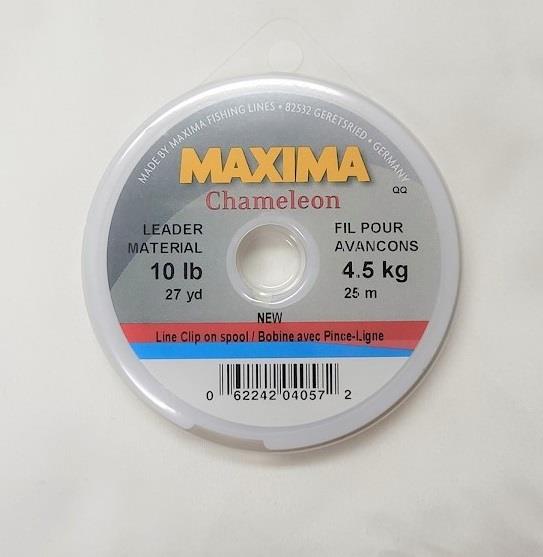 MADE BY MAXIMA FISHING LINES • 82532 GERETSRIED • GERMANY
MAXIMA
QQ
Chameleon
LEADER
MATERIAL
10 lb
27 yd
FIL POUR
AVANCONS
4.5 kg
25 m
NEW
Line Clip on spool / Bobine avec Pince-Ligne
0 62242 04057 2